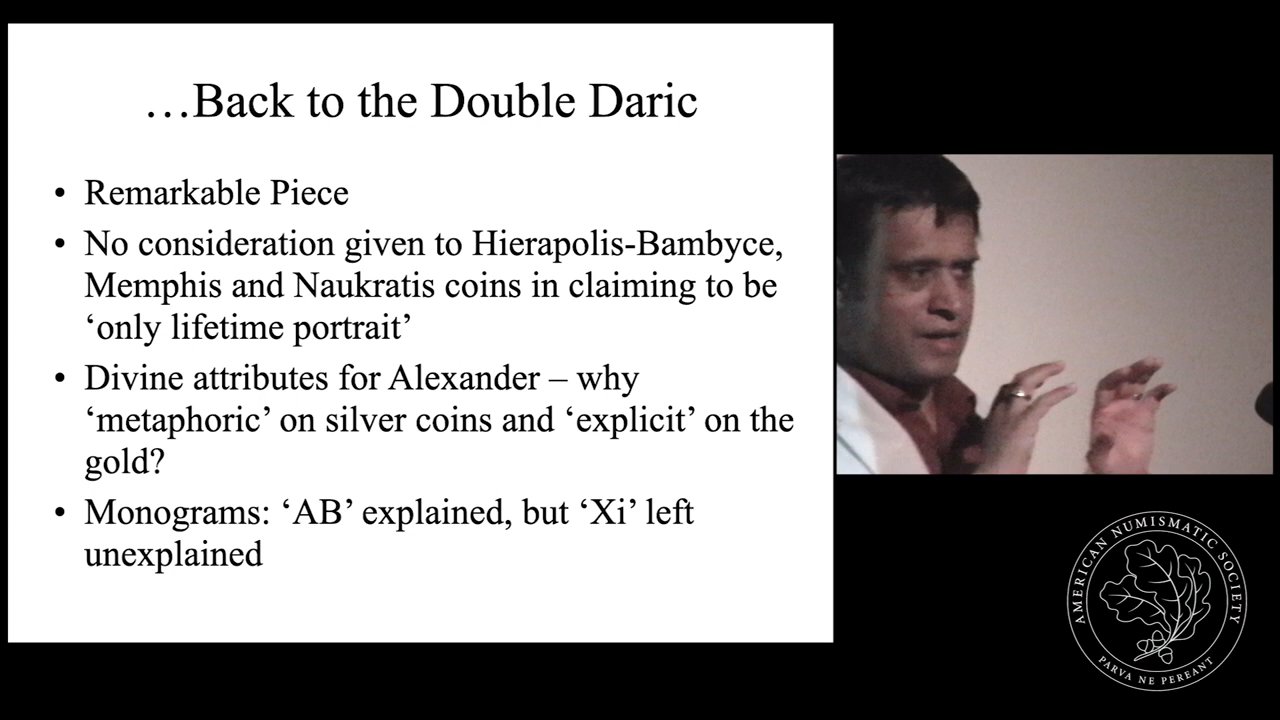 …Back to the Double Daric
• Remarkable Piece
• No consideration given to Hierapolis-Bambyce,
Memphis and Naukratis coins in claiming to be
‘only lifetime portrait’
• Divine attributes for Alexander – why
‘metaphoric’ on silver coins and ‘explicit’ on the
gold?
• Monograms: ‘AB’ explained, but ‘Xi’ left
unexplained
AMERICAN NUMISMATIC SOCIETY
PARVA NE PEREANT